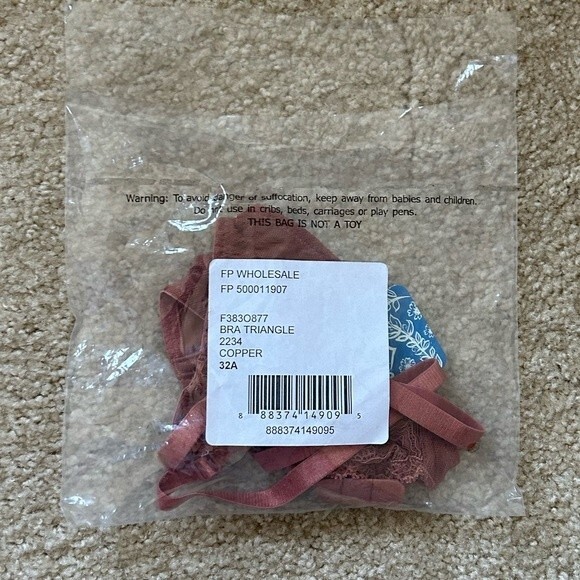 Warning: To avoid danger of suffocation, keep away from babies and children.
Do not use in cribs, beds, carriages or play pens.
THIS BAG IS NOT A TOY
FP WHOLESALE
FP 500011907
F383O877
BRA TRIANGLE
2234
COPPER
32A
8 88374 14909 5
888374149095